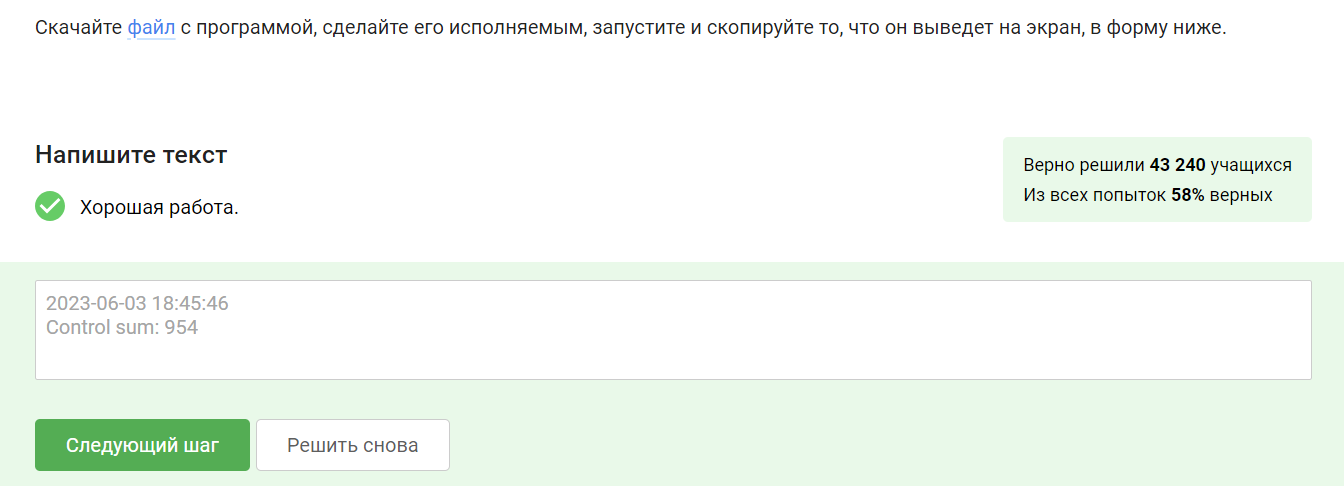 Скачайте файл с программой, сделайте его исполняемым, запустите и скопируйте то, что он выведет на экран, в форму ниже.
Напишите текст
Хорошая работа.
Верно решили 43 240 учащихся
Из всех попыток 58% верных
2023-06-03 18:45:46
Control sum: 954
Следующий шаг
Решить снова